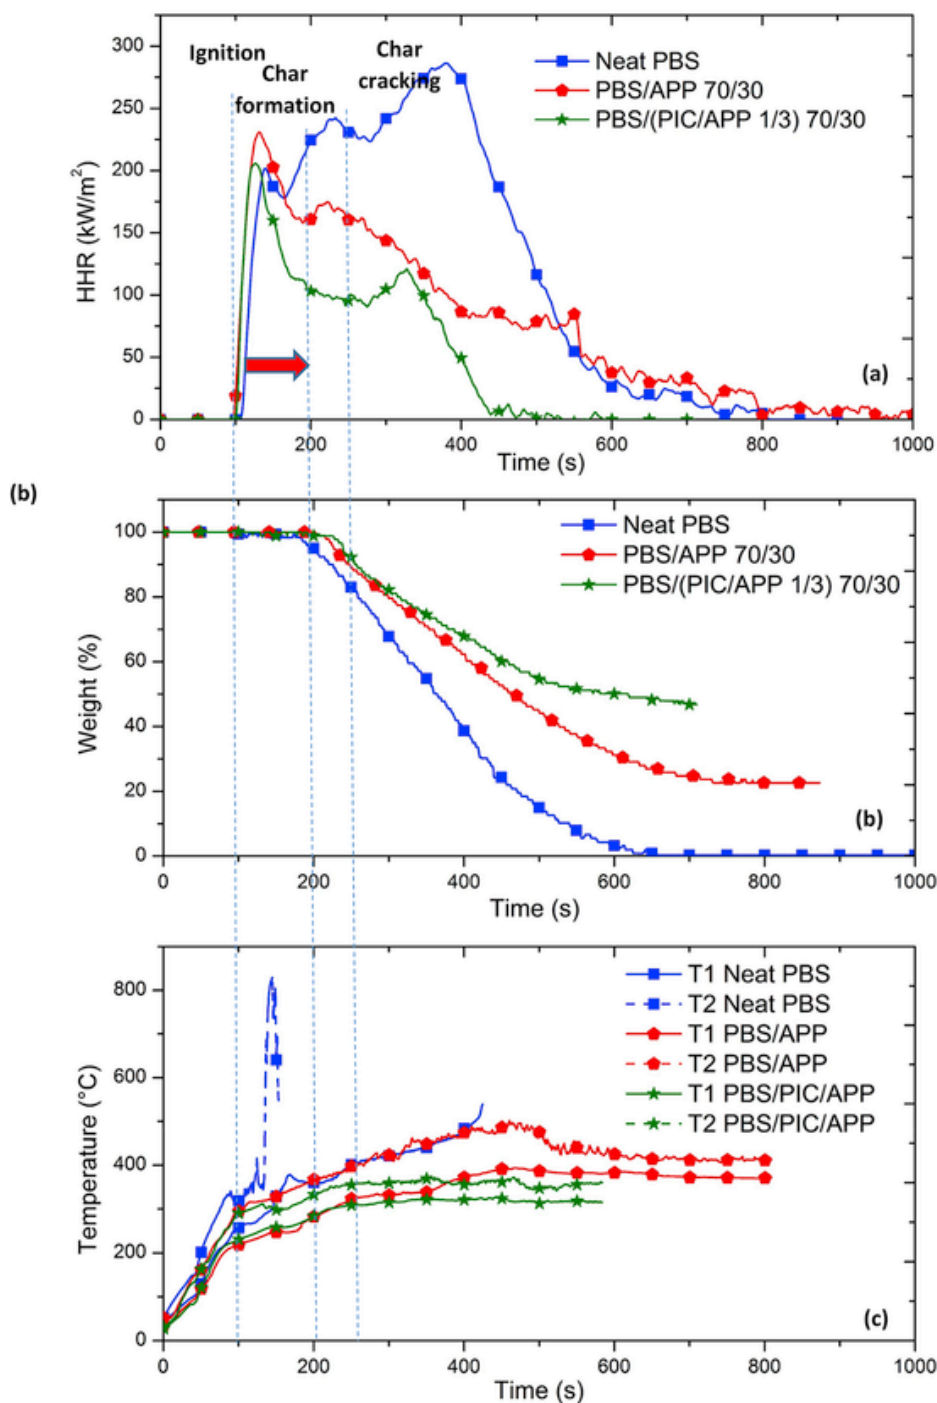 Ignition
Char
formation
Char
cracking
Neat PBS
PBS/APP 70/30
PBS/(PIC/APP 1/3) 70/30
HHR (kW/m²)
300
250
200
150
100
50
0
(a)
0 200 400 600 800 1000
Time (s)
(b)
Neat PBS
PBS/APP 70/30
PBS/(PIC/APP 1/3) 70/30
Weight (%)
100
80
60
40
20
0
(b)
0 200 400 600 800 1000
Time (s)
T1 Neat PBS
T2 Neat PBS
T1 PBS/APP
T2 PBS/APP
T1 PBS/PIC/APP
T2 PBS/PIC/APP
Temperature (°C)
800
600
400
200
0
(c)
0 200 400 600 800 1000
Time (s)